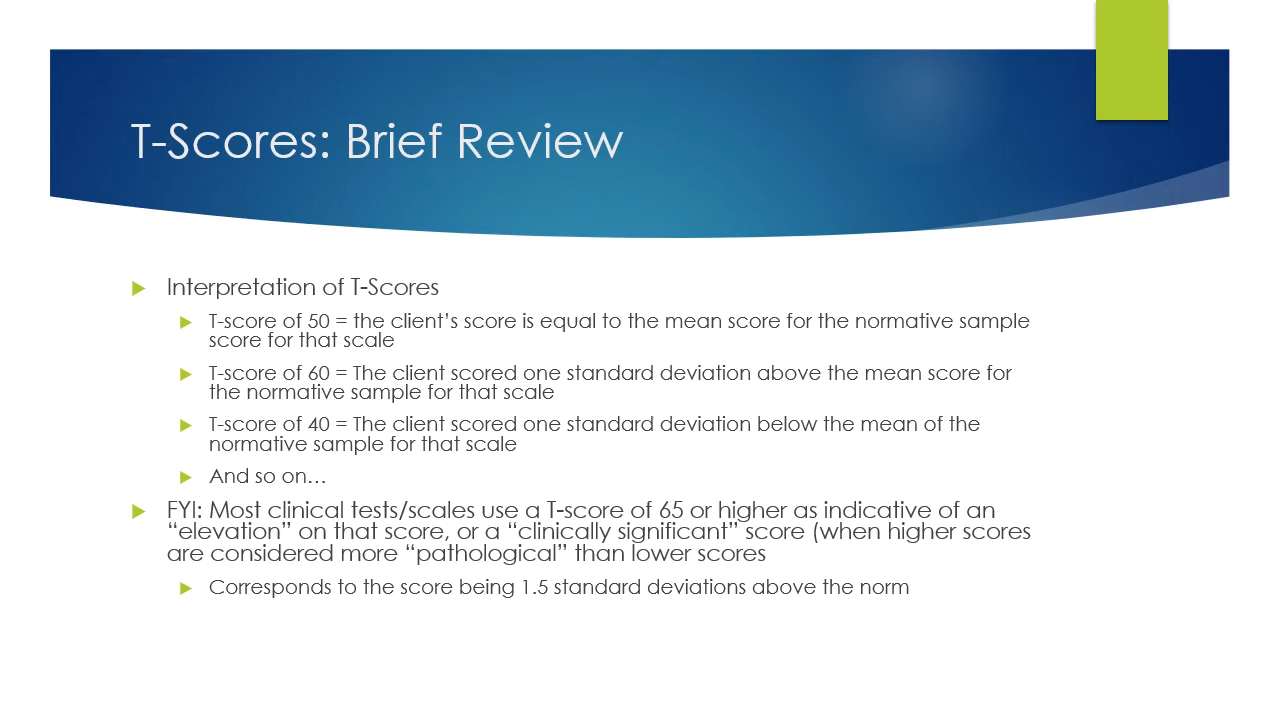 T-Scores: Brief Review
Interpretation of T-Scores
T-score of 50 = the client’s score is equal to the mean score for the normative sample
score for that scale
T-score of 60 = The client scored one standard deviation above the mean score for
the normative sample for that scale
T-score of 40 = The client scored one standard deviation below the mean of the
normative sample for that scale
And so on…
FYI: Most clinical tests/scales use a T-score of 65 or higher as indicative of an
“elevation” on that score, or a “clinically significant” score (when higher scores
are considered more “pathological” than lower scores
Corresponds to the score being 1.5 standard deviations above the norm